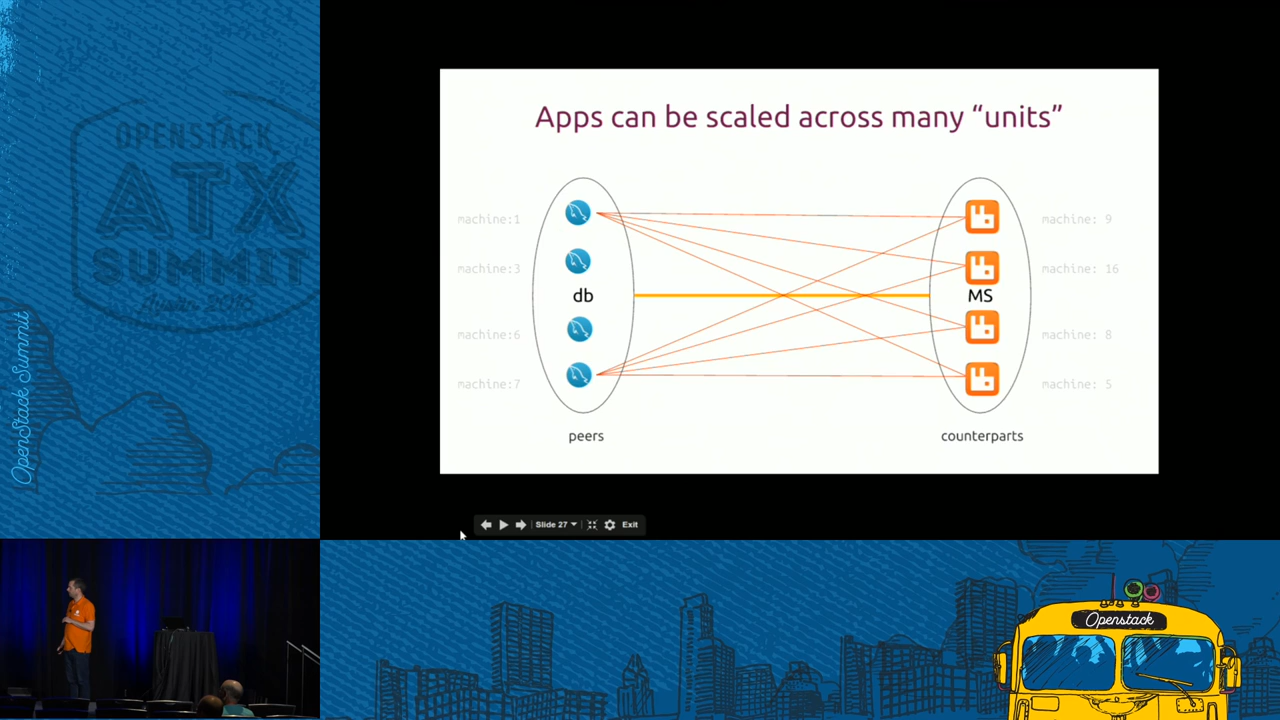 OPENSTACK
ATX
SUMMIT
OpenStack Summit
Apps can be scaled across many “units”
machine:1
machine: 9
machine:3
machine: 16
db
MS
machine:6
machine: 8
machine:7
machine: 5
peers
counterparts
Slide 27
Exit
Openstack